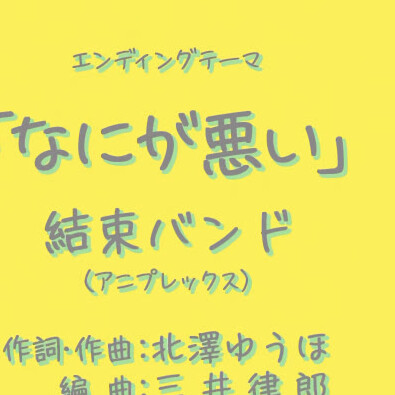 エンディングテーマ
「なにが悪い」
結束バンド
(アニプレックス)
作詞・作曲:北澤ゆうほ
編 曲:三井律郎